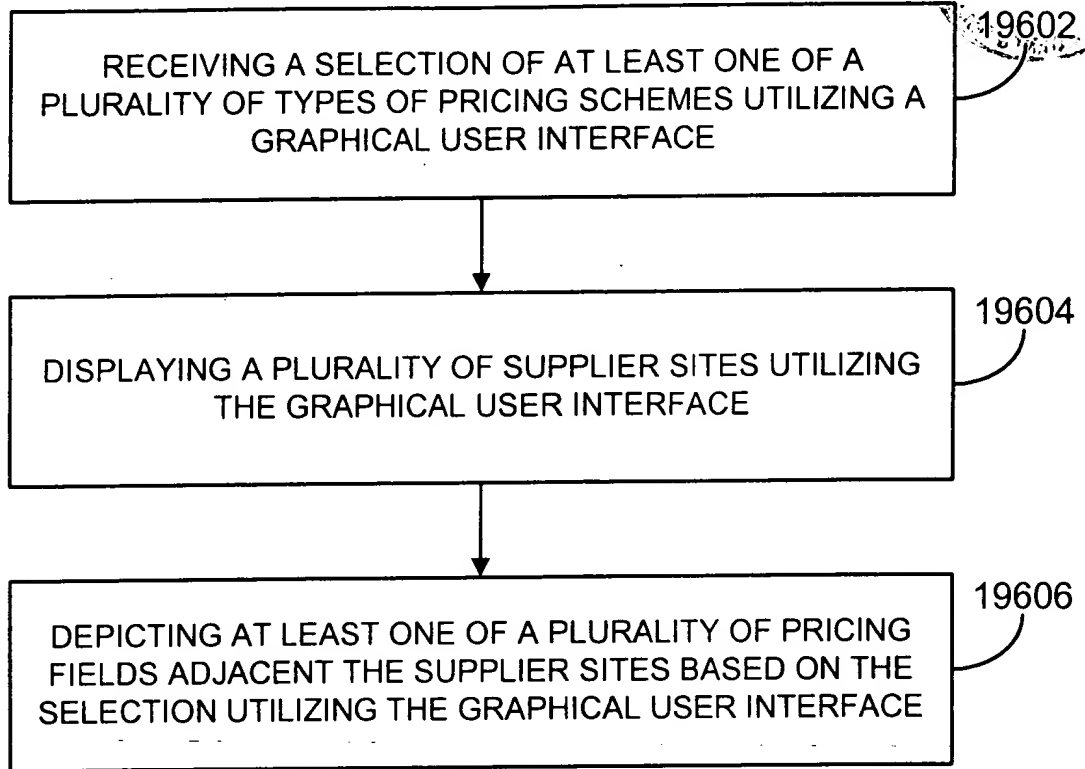 19602
RECEIVING A SELECTION OF AT LEAST ONE OF A
PLURALITY OF TYPES OF PRICING SCHEMES UTILIZING A
GRAPHICAL USER INTERFACE
19604
DISPLAYING A PLURALITY OF SUPPLIER SITES UTILIZING
THE GRAPHICAL USER INTERFACE
19606
DEPICTING AT LEAST ONE OF A PLURALITY OF PRICING
FIELDS ADJACENT THE SUPPLIER SITES BASED ON THE
SELECTION UTILIZING THE GRAPHICAL USER INTERFACE